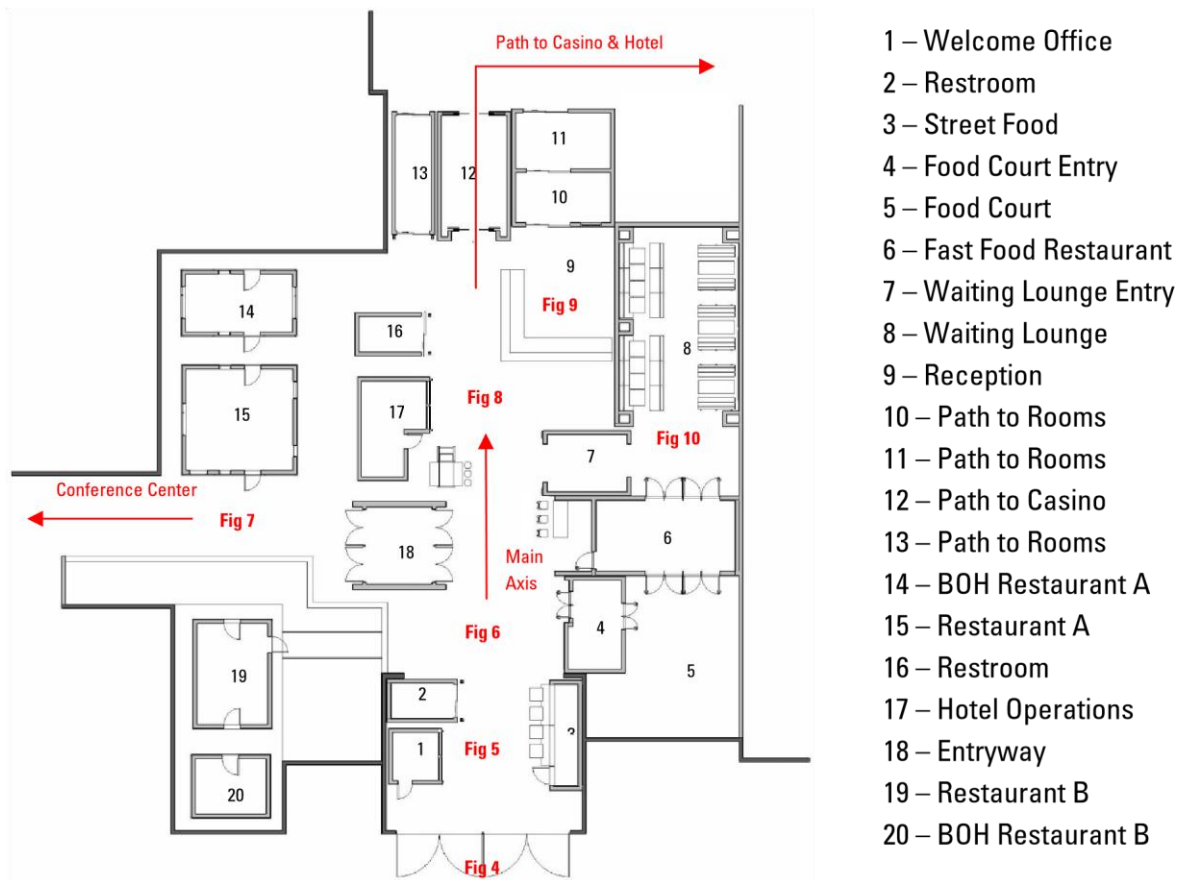 Path to Casino & Hotel
11
13
12
10
9
Fig 9
14
16
8
Fig 8
17
15
Fig 10
7
Conference Center
Fig 7
18
Main
Axis
6
Fig 6
4
5
19
2
3
Fig 5
1
20
Fig 4
1 – Welcome Office
2 – Restroom
3 – Street Food
4 – Food Court Entry
5 – Food Court
6 – Fast Food Restaurant
7 – Waiting Lounge Entry
8 – Waiting Lounge
9 – Reception
10 – Path to Rooms
11 – Path to Rooms
12 – Path to Casino
13 – Path to Rooms
14 – BOH Restaurant A
15 – Restaurant A
16 – Restroom
17 – Hotel Operations
18 – Entryway
19 – Restaurant B
20 – BOH Restaurant B